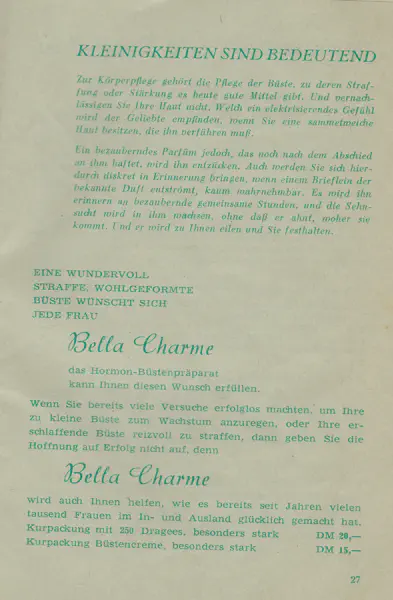 KLEINIGKEITEN SIND BEDEUTEND
Zur Körperpflege gehört die Pflege der Büste, zu deren Straf-
fung oder Stärkung es heute gute Mittel gibt. Und vernach-
lässigen Sie Ihre Haut nicht. Welch ein elektrisierendes Gefühl
wird der Geliebte empfinden, wenn Sie eine sammetweiche
Haut besitzen, die ihn verführen muß.
Ein bezauberndes Parfüm jedoch, das noch nach dem Abschied
an ihm haftet, wird ihn entzücken. Auch werden Sie sich hier-
durch diskret in Erinnerung bringen, wenn einem Brieflein der
bekannte Duft entströmt, kaum wahrnehmbar. Es wird ihn
erinnern an bezaubernde gemeinsame Stunden, und die Sehn-
sucht wird in ihm wachsen, ohne daß er ahnt, woher sie
kommt. Und er wird zu Ihnen eilen und Sie festhalten.
EINE WUNDERVOLL
STRAFFE, WOHLGEFORMTE
BÜSTE WÜNSCHT SICH
JEDE FRAU
Bella Charme
das Hormon-Büstenpräparat
kann Ihnen diesen Wunsch erfüllen.
Wenn Sie bereits viele Versuche erfolglos machten, um Ihre
zu kleine Büste zum Wachstum anzuregen, oder Ihre er-
schlaffende Büste reizvoll zu straffen, dann geben Sie die
Hoffnung auf Erfolg nicht auf, denn
Bella Charme
wird auch Ihnen helfen, wie es bereits seit Jahren vielen
tausend Frauen im In- und Ausland glücklich gemacht hat.
Kurpackung mit 250 Dragees, besonders stark DM 20,—
Kurpackung Büstencreme, besonders stark DM 15,—
27